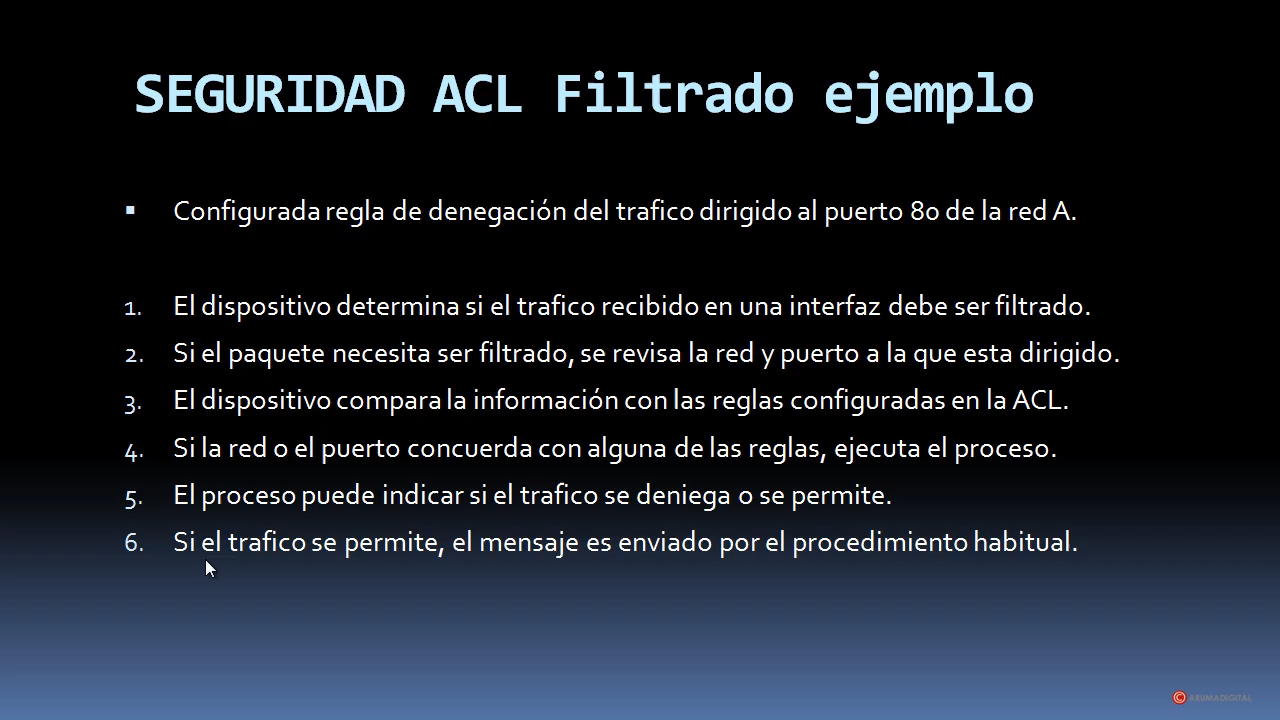 SEGURIDAD ACL Filtrado ejemplo
▪ Configurada regla de denegación del trafico dirigido al puerto 80 de la red A.
1. El dispositivo determina si el trafico recibido en una interfaz debe ser filtrado.
2. Si el paquete necesita ser filtrado, se revisa la red y puerto a la que esta dirigido.
3. El dispositivo compara la información con las reglas configuradas en la ACL.
4. Si la red o el puerto concuerda con alguna de las reglas, ejecuta el proceso.
5. El proceso puede indicar si el trafico se deniega o se permite.
6. Si el trafico se permite, el mensaje es enviado por el procedimiento habitual.
© ARUMADIGITAL